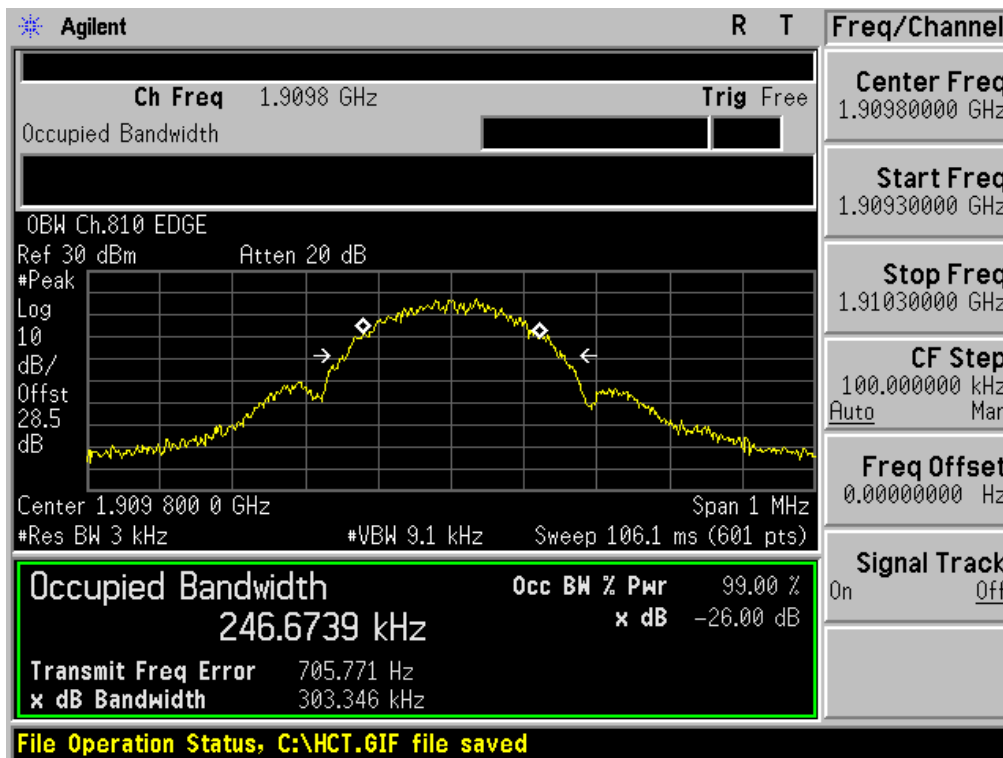 Agilent R T Freq/Channel
Ch Freq 1.9098 GHz Trig Free
Occupied Bandwidth
Center Freq
1.90980000 GHz
Start Freq
1.90930000 GHz
Stop Freq
1.91030000 GHz
CF Step
100.000000 kHz
Auto Man
Freq Offset
0.00000000 Hz
Signal Track
On Off
OBW Ch.810 EDGE
Ref 30 dBm Atten 20 dB
#Peak
Log
10
dB/
Offst
28.5
dB
Center 1.909 800 0 GHz Span 1 MHz
#Res BW 3 kHz #VBW 9.1 kHz Sweep 106.1 ms (601 pts)
Occupied Bandwidth Occ BW % Pwr 99.00 %
246.6739 kHz x dB -26.00 dB
Transmit Freq Error 705.771 Hz
x dB Bandwidth 303.346 kHz
File Operation Status, C:\HCT.GIF file saved